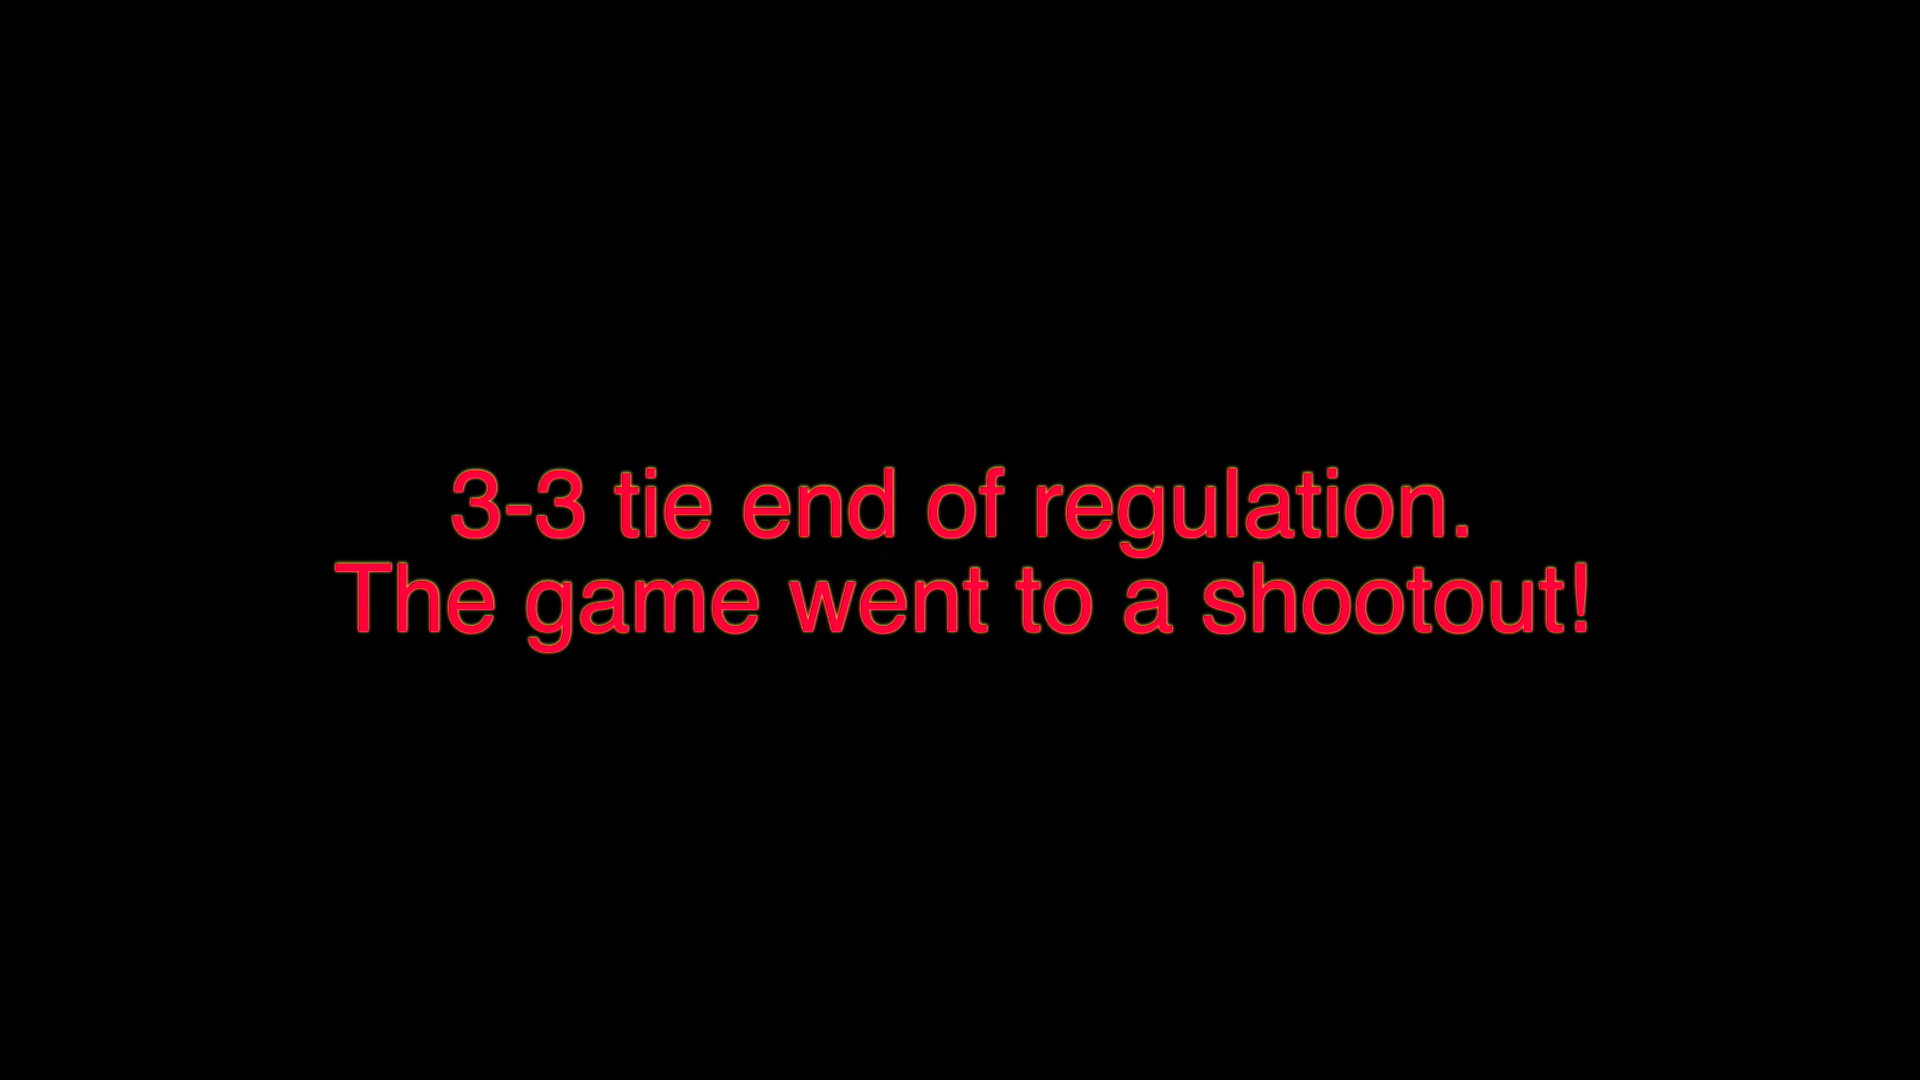 3-3 tie end of regulation.
The game went to a shootout!